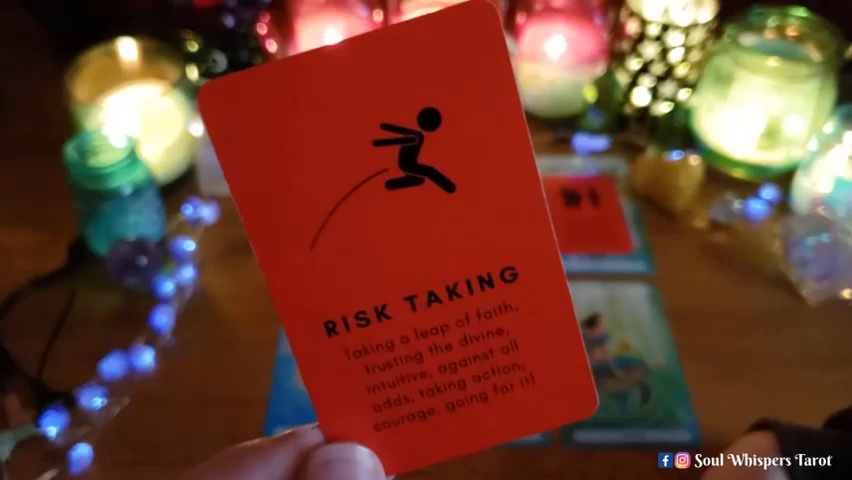 RISK TAKING
Taking a leap of faith,
trusting the divine,
intuitive, against all
odds, taking action,
courage, going for it!
Soul Whispers Tarot